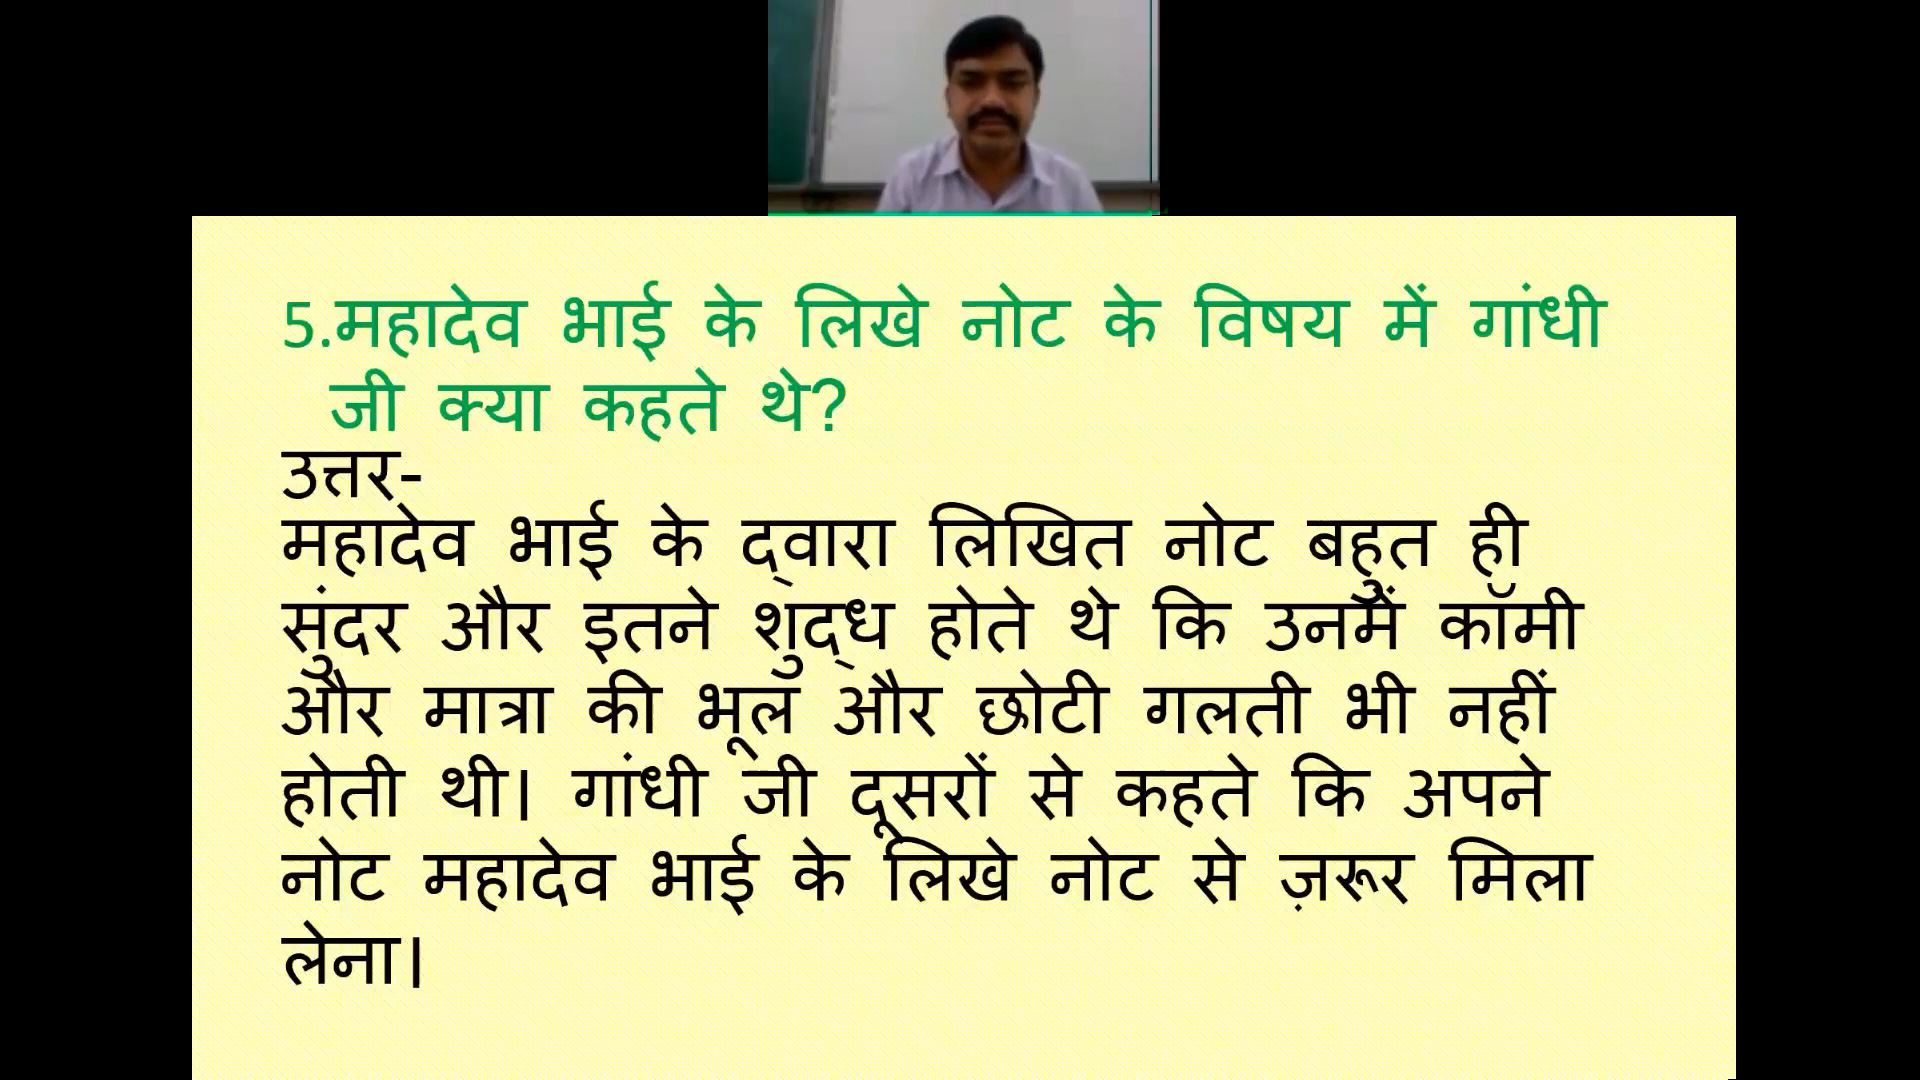 5.महादेव भाई के लिखे नोट के विषय में गांधी
जी क्या कहते थे?
उत्तर-
महादेव भाई के द्वारा लिखित नोट बहुत ही
सुंदर और इतने शुद्ध होते थे कि उनमें कॉमी
और मात्रा की भूल और छोटी गलती भी नहीं
होती थी। गांधी जी दूसरों से कहते कि अपने
नोट महादेव भाई के लिखे नोट से ज़रूर मिला
लेना।